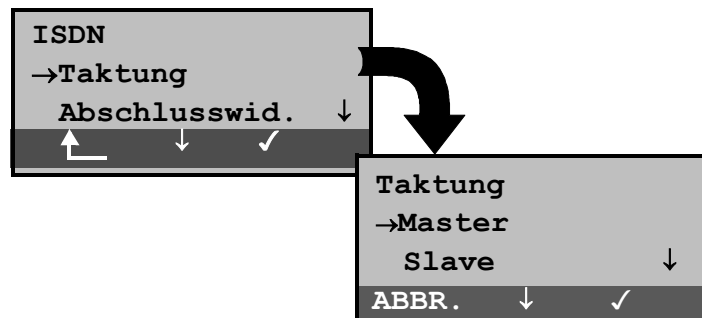 ISDN
→Taktung
Abschlusswid. ↓
↓ ✓
Taktung
→Master
Slave ↓
ABBR. ↓ ✓